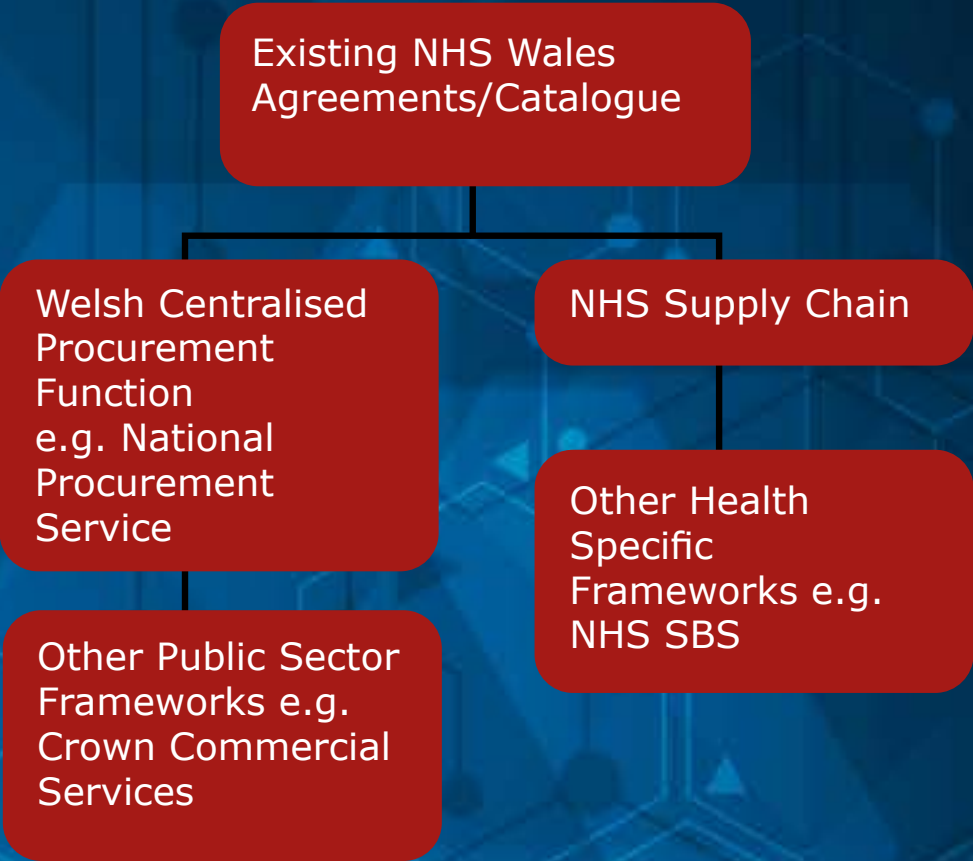 Existing NHS Wales
Agreements/Catalogue
Welsh Centralised
Procurement
Function
e.g. National
Procurement
Service
NHS Supply Chain
Other Health
Specific
Frameworks e.g.
NHS SBS
Other Public Sector
Frameworks e.g.
Crown Commercial
Services